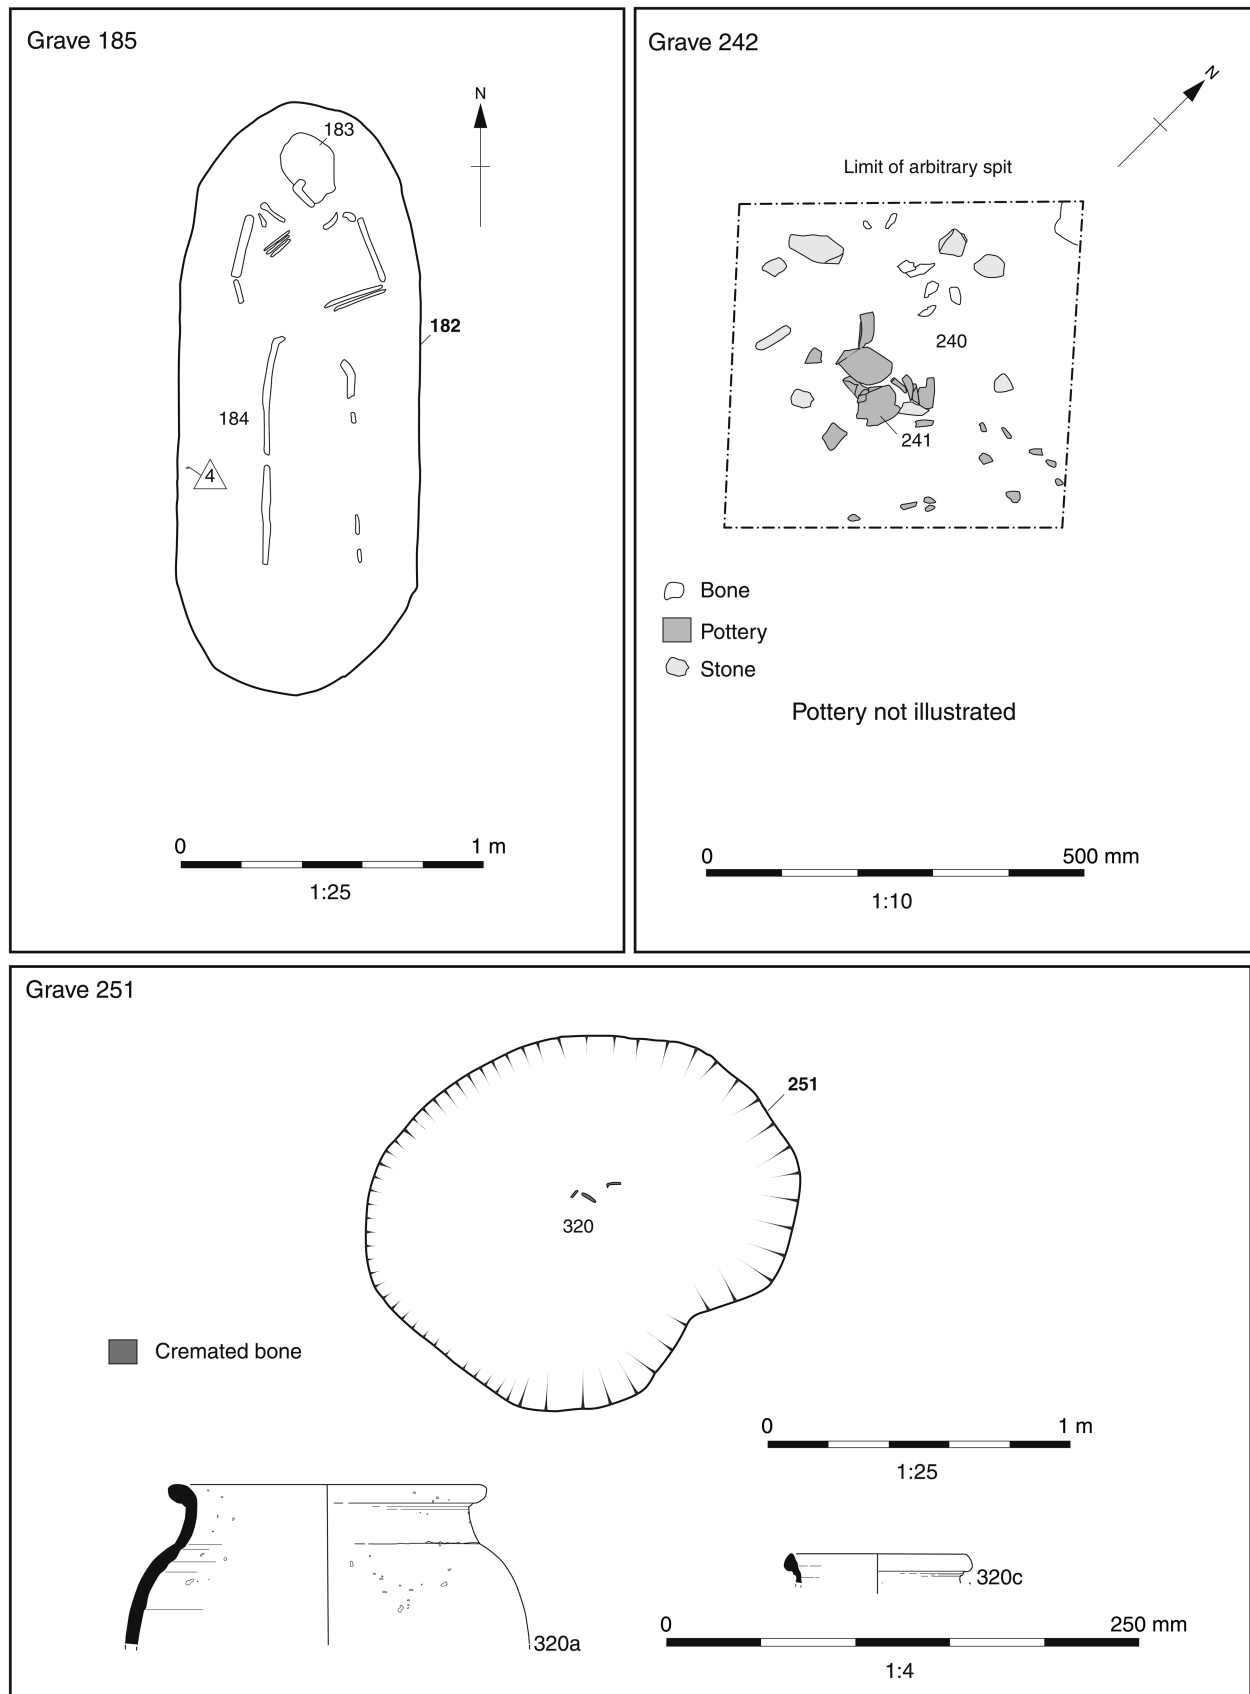 Grave 185
N
183
182
184
4
0 1 m
1:25
Grave 242
N
Limit of arbitrary spit
240
241
Bone
Pottery
Stone
Pottery not illustrated
0 500 mm
1:10
Grave 251
251
320
Cremated bone
0 1 m
1:25
320a
320c
0 250 mm
1:4